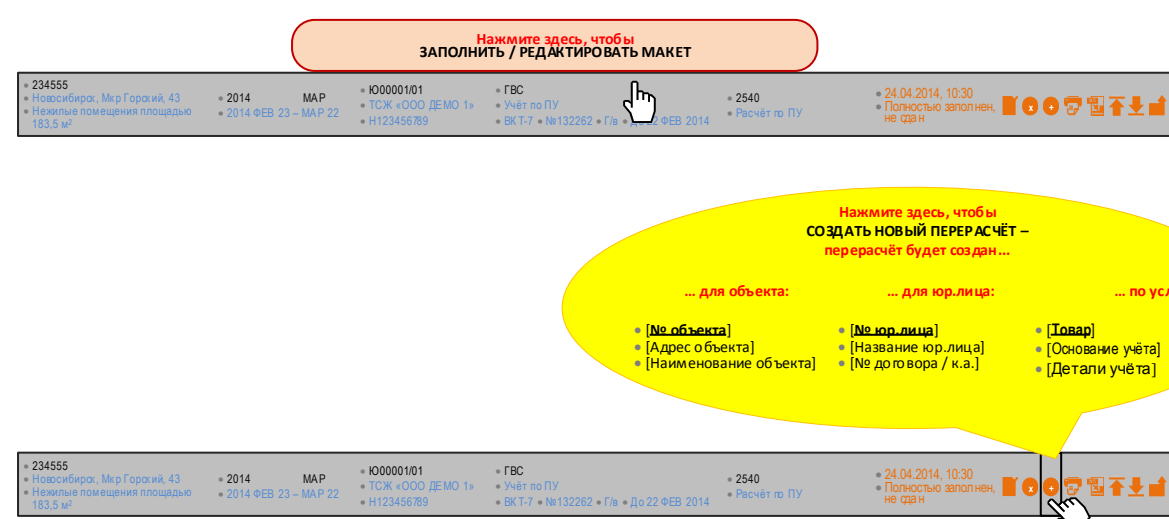 Нажмите здесь, чтобы
ЗАПОЛНИТЬ / РЕДАКТИРОВАТЬ МАКЕТ
234555
Новосибирск, Мкр Горский, 43
Нежилые помещения площадью
183,5 м²
2014 МАР
2014 ФЕВ 23 – МАР 22
Ю00001/01
ТСЖ «ООО ДЕМО 1»
Н123456789
ГВС
Учёт по ПУ
ВКТ-7 • №132262 • Г/в • До 22 ФЕВ 2014
2540
Расчёт по ПУ
24.04.2014, 10:30
Полностью заполнен,
не сдан
Нажмите здесь, чтобы
СОЗДАТЬ НОВЫЙ ПЕРЕРАСЧЁТ –
перерасчёт будет создан...
... для объекта:
[№ объекта]
[Адрес объекта]
[Наименование объекта]
... для юр.лица:
[№ юр.лица]
[Название юр.лица]
[№ договора / к.а.]
... по усл
[Товар]
[Основание учёта]
[Детали учёта]
234555
Новосибирск, Мкр Горский, 43
Нежилые помещения площадью
183,5 м²
2014 МАР
2014 ФЕВ 23 – МАР 22
Ю00001/01
ТСЖ «ООО ДЕМО 1»
Н123456789
ГВС
Учёт по ПУ
ВКТ-7 • №132262 • Г/в • До 22 ФЕВ 2014
2540
Расчёт по ПУ
24.04.2014, 10:30
Полностью заполнен,
не сдан